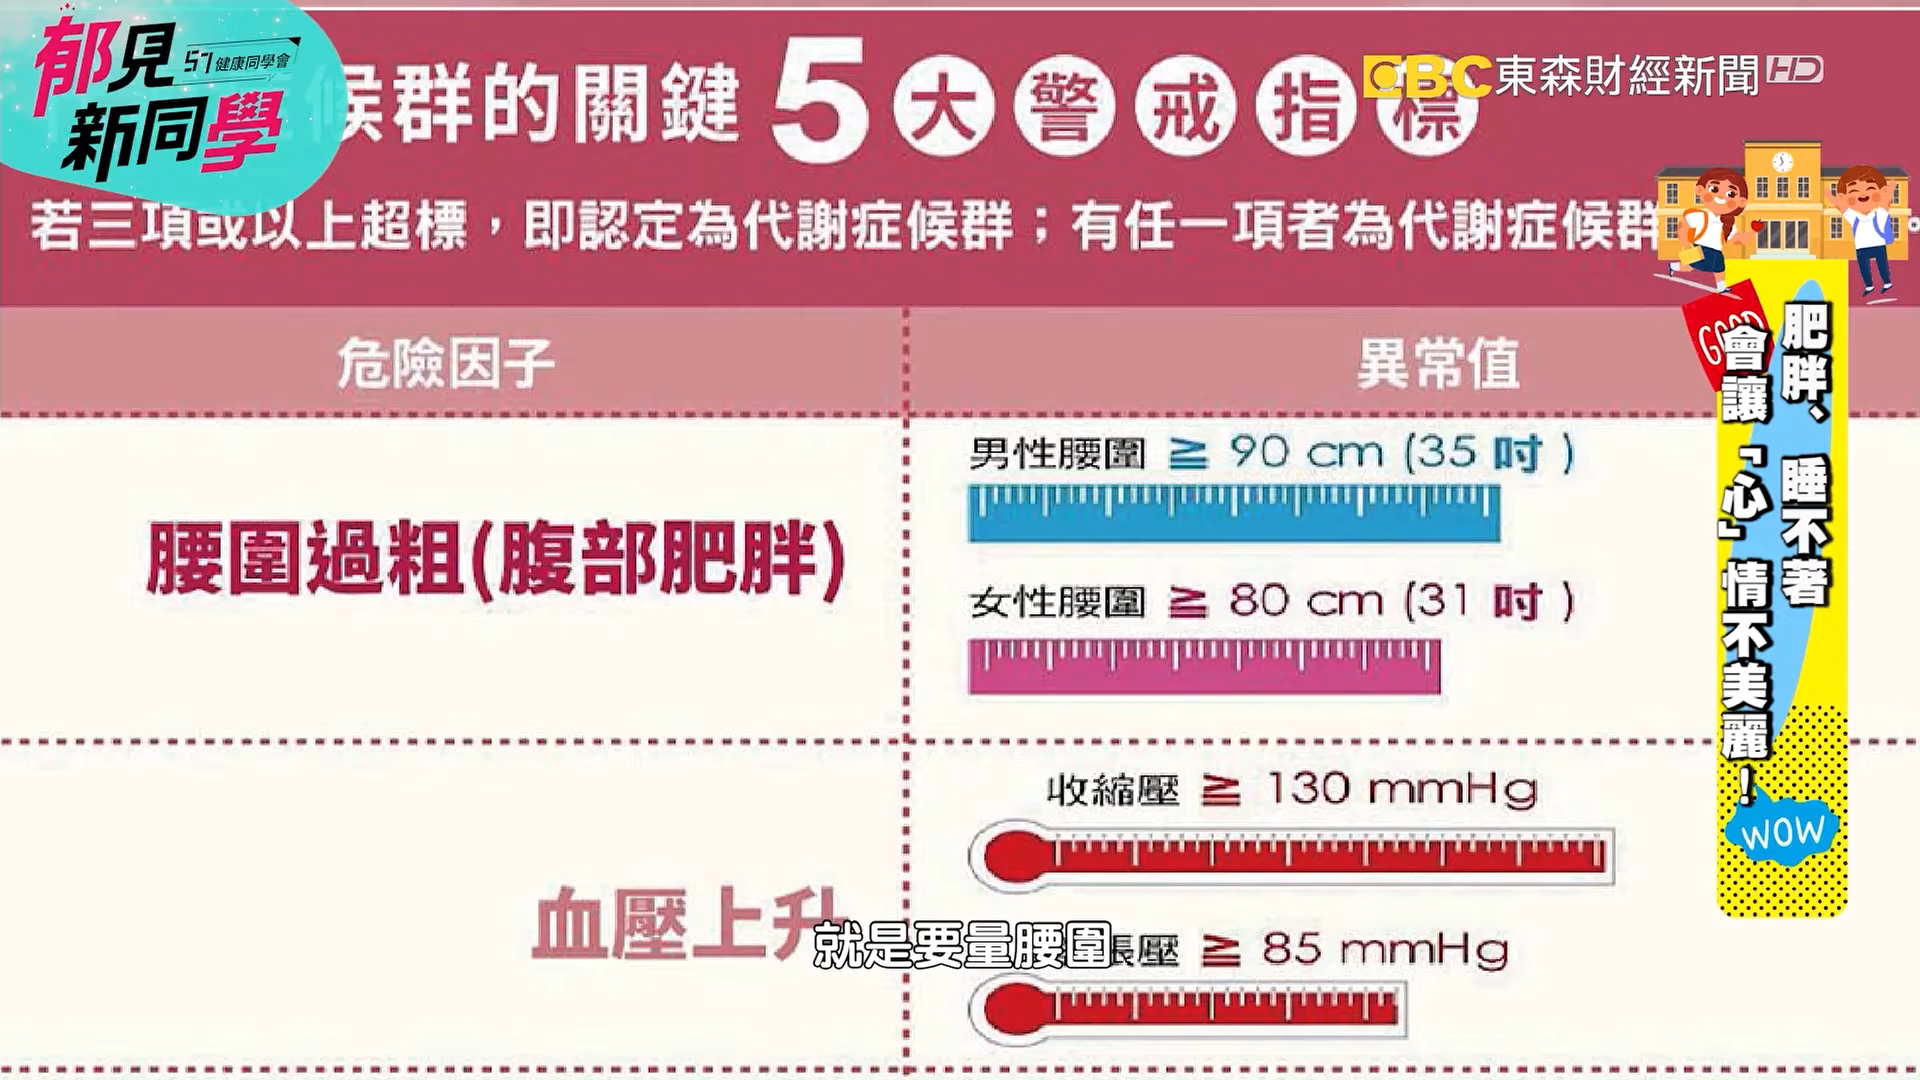 郁見
57健康同學會
新同學
候群的關鍵5大警戒指標
EBC東森財經新聞HD
若三項或以上超標，即認定為代謝症候群；有任一項者為代謝症候群
危險因子
異常值
腰圍過粗(腹部肥胖)
男性腰圍 ≧ 90 cm (35 吋 )
女性腰圍 ≧ 80 cm (31 吋 )
血壓上升
收縮壓 ≧ 130 mmHg
張壓 ≧ 85 mmHg
就是要量腰圍
GOOD
肥胖、睡不著
會讓「心」情不美麗！
WOW